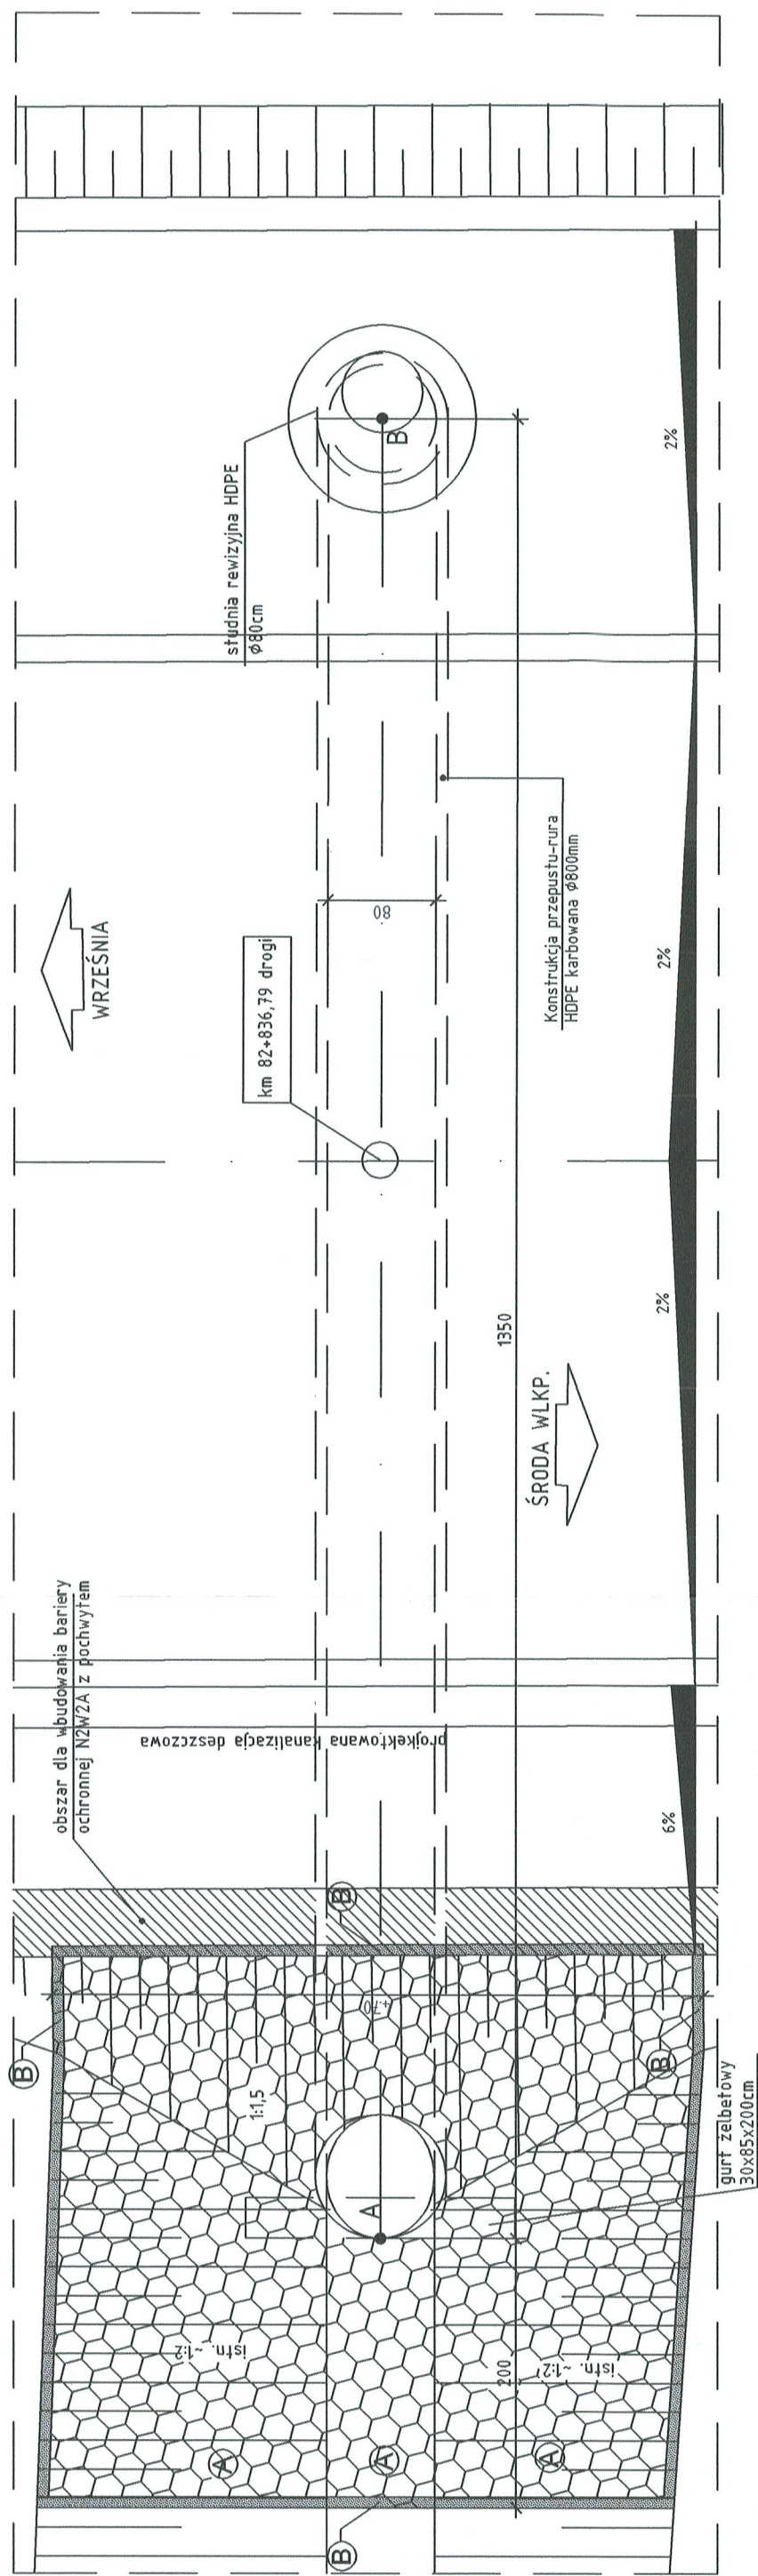 studnia rewizyjna HDPE
φ80cm
B
2%
WRZEŚNIA
km 82+836,79 drogi
80
Konstrukcja przepustu-rura
HDPE karbowana φ800mm
2%
2%
1350
ŚRODA WLKP.
obszar dla wbudowania bariery
ochronnej N2W2A z pochwytem
projkektowana kanalizacja deszczowa
6%
B
B
B
1:1,5
A
gurt żelbetowy
30x85x200cm
istn. ~1:2
istn. ~1:2
200
A
A
A
B